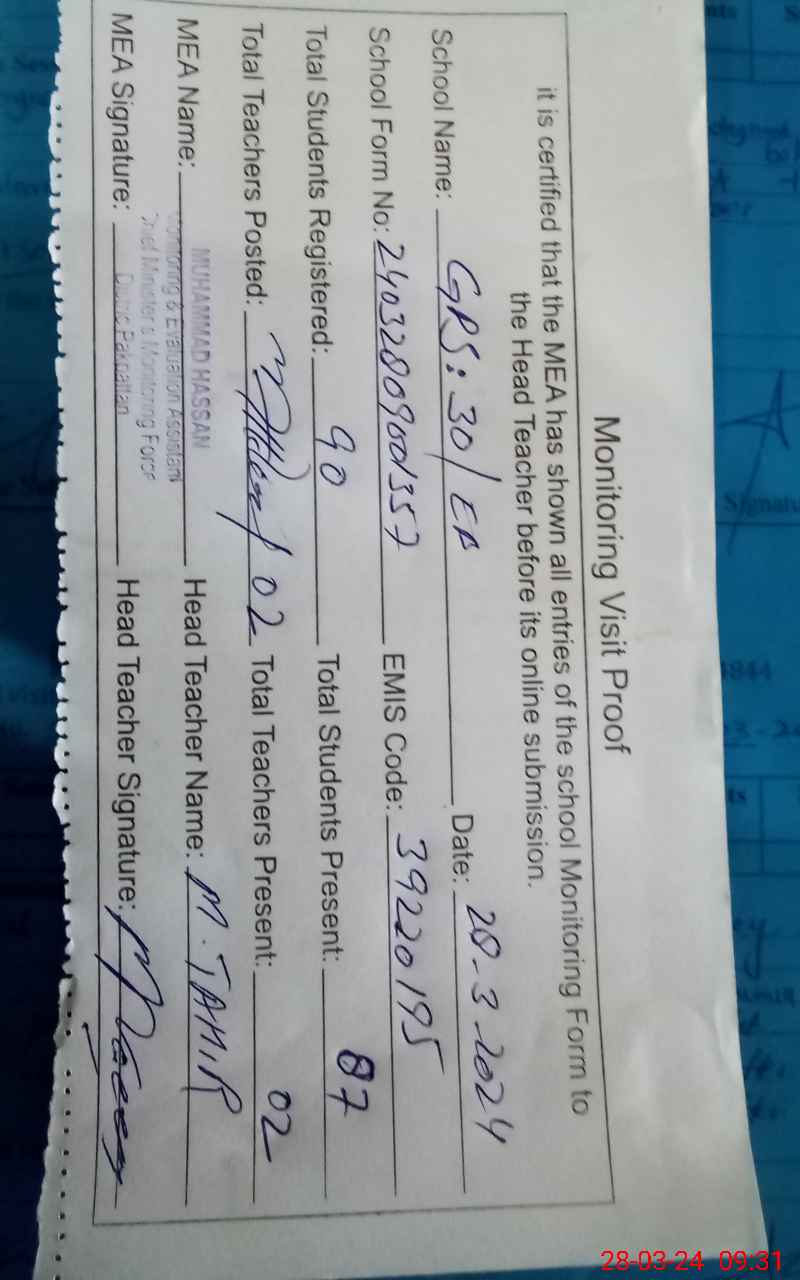 Monitoring Visit Proof
it is certified that the MEA has shown all entries of the school Monitoring Form to
the Head Teacher before its online submission.
School Name: GPS: 30/EB Date: 28-3-2024
School Form No: 24032809001357 EMIS Code: 39220195
Total Students Registered: 90 Total Students Present: 87
Total Teachers Posted: 02 Total Teachers Present: 02
MEA Name: Head Teacher Name: M. TAHIR
MUHAMMAD HASSAN
Monitoring & Evaluation Assistant
Chief Minister's Monitoring Force
District Pakpattan
MEA Signature: Head Teacher Signature:
28-03-24 09:31